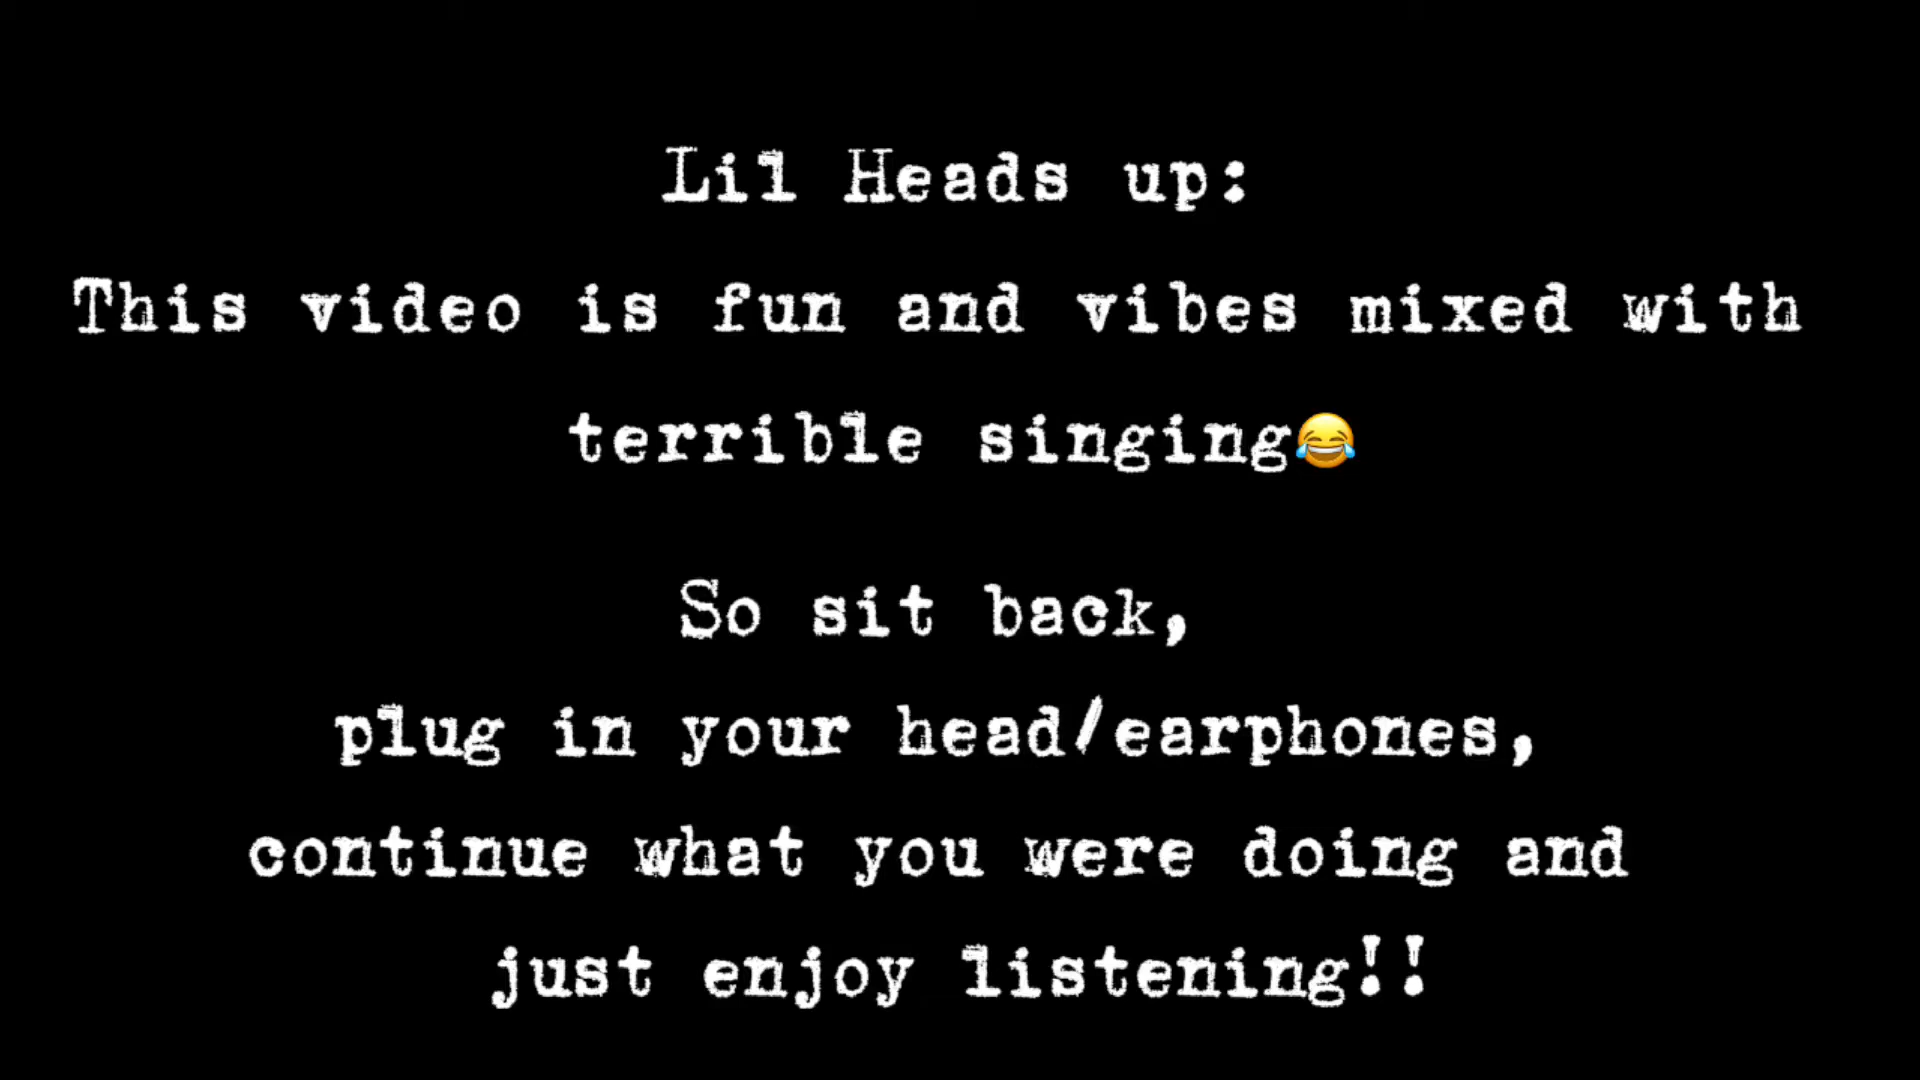 Lil Heads up:
This video is fun and vibes mixed with
terrible singing😂
So sit back,
plug in your head/earphones,
continue what you were doing and
just enjoy listening!!